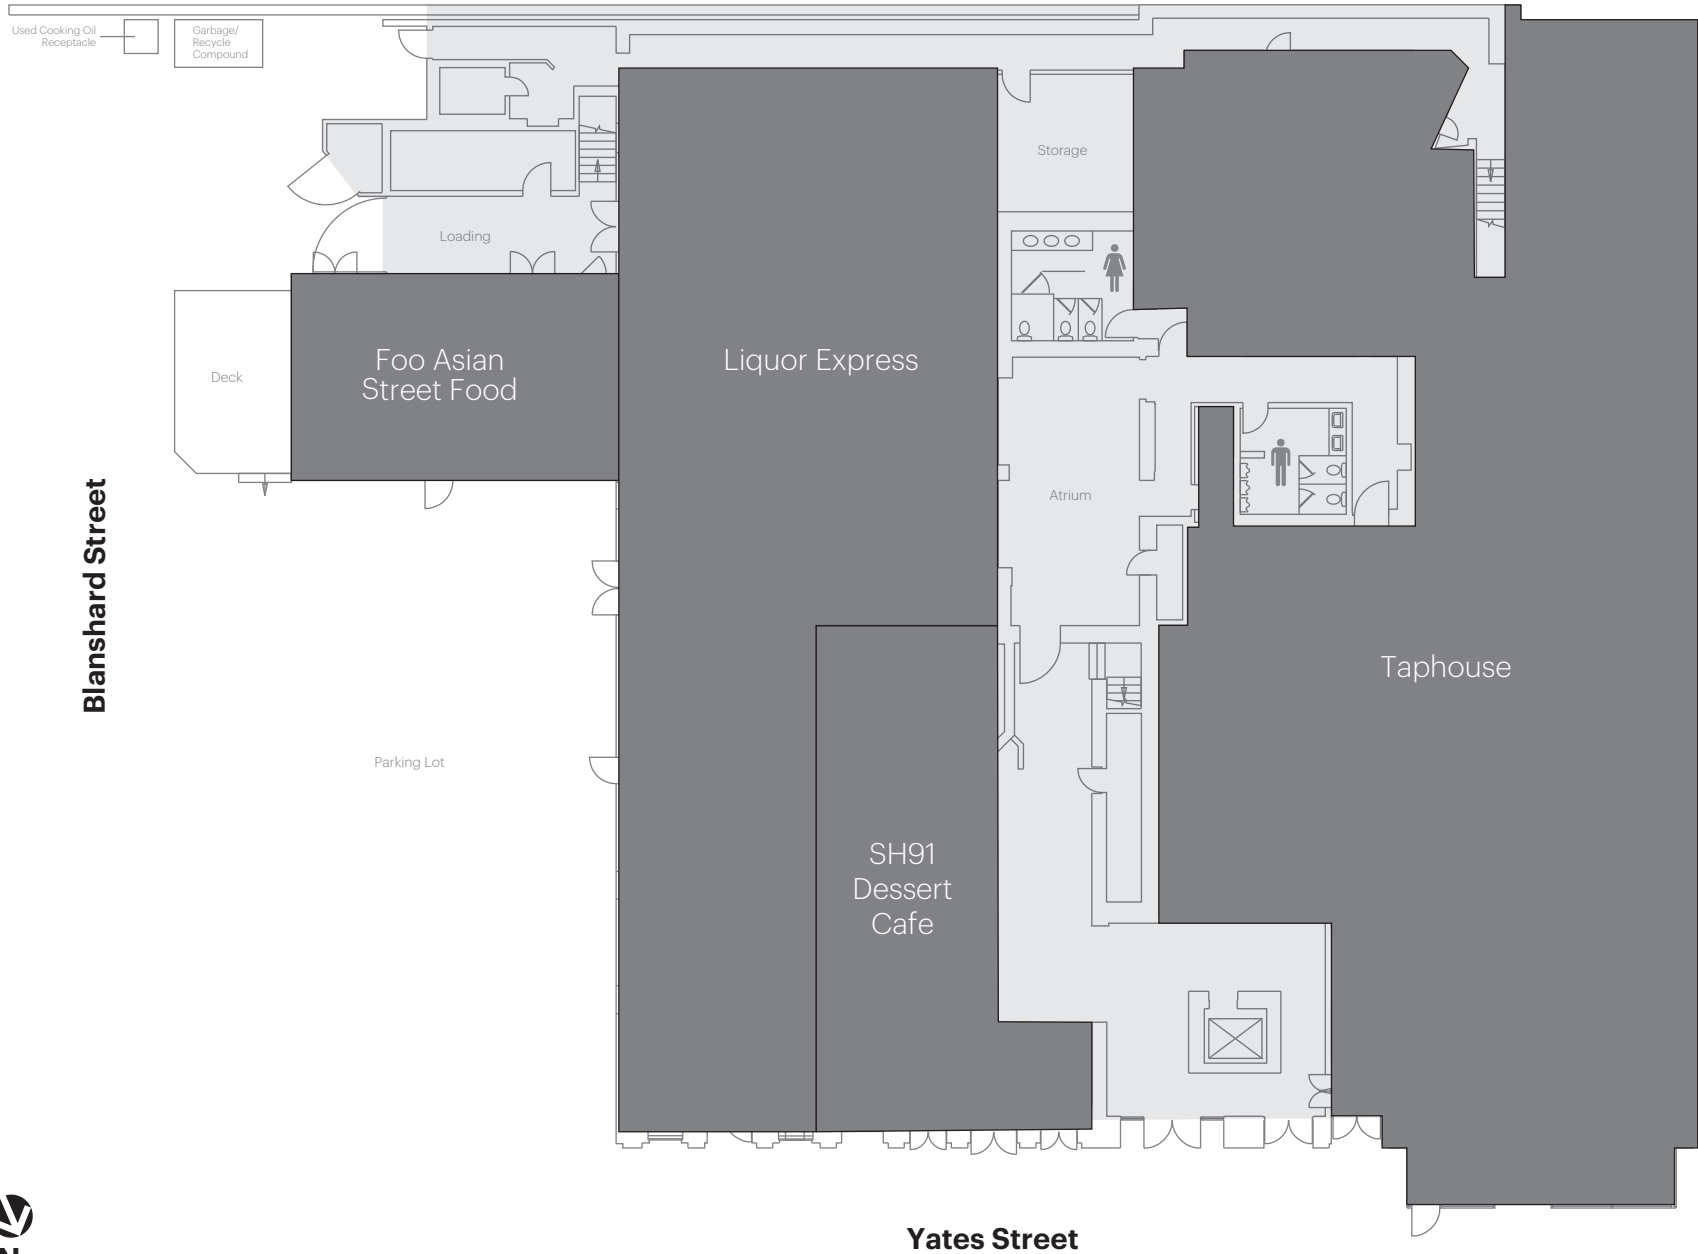 Used Cooking Oil
Receptacle
Garbage/
Recycle
Compound
Storage
Loading
Deck
Foo Asian
Street Food
Liquor Express
Atrium
Blanshard Street
Taphouse
Parking Lot
SH91
Dessert
Cafe
Yates Street
N